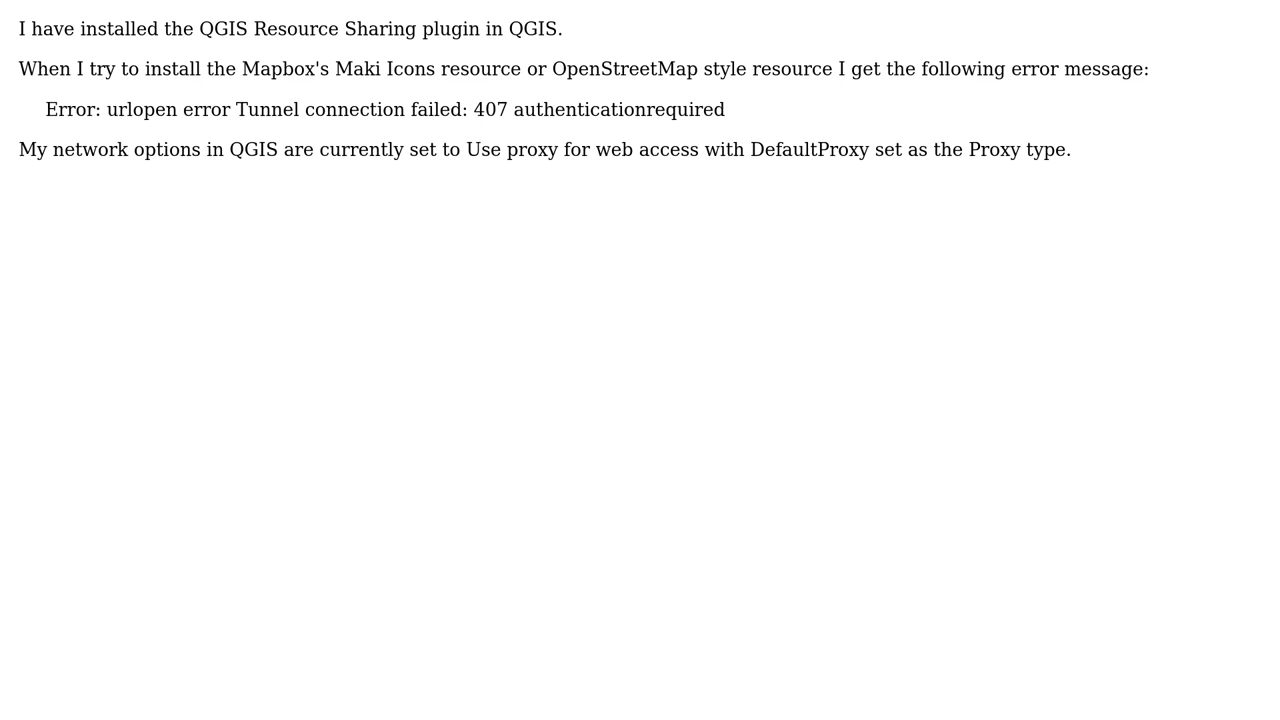 I have installed the QGIS Resource Sharing plugin in QGIS.
When I try to install the Mapbox's Maki Icons resource or OpenStreetMap style resource I get the following error message:
Error: urlopen error Tunnel connection failed: 407 authenticationrequired
My network options in QGIS are currently set to Use proxy for web access with DefaultProxy set as the Proxy type.